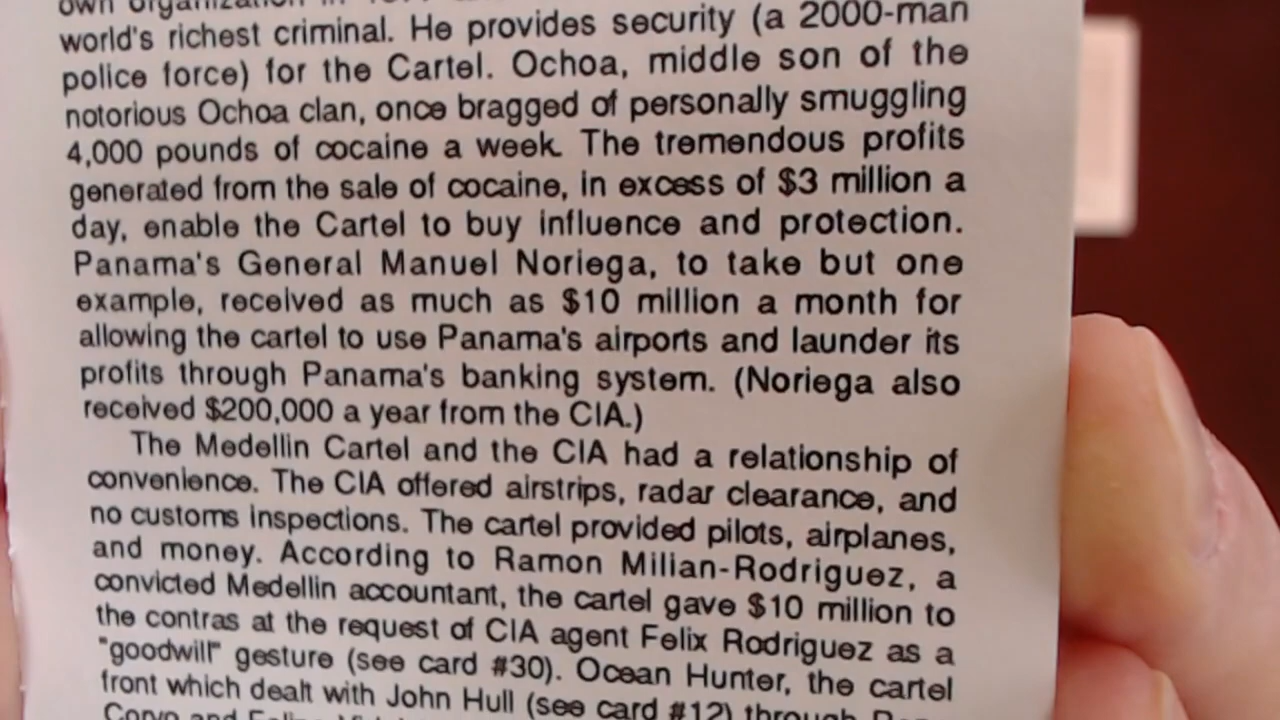 own organization in
world's richest criminal. He provides security (a 2000-man
police force) for the Cartel. Ochoa, middle son of the
notorious Ochoa clan, once bragged of personally smuggling
4,000 pounds of cocaine a week. The tremendous profits
generated from the sale of cocaine, in excess of $3 million a
day, enable the Cartel to buy influence and protection.
Panama's General Manuel Noriega, to take but one
example, received as much as $10 million a month for
allowing the cartel to use Panama's airports and launder its
profits through Panama's banking system. (Noriega also
received $200,000 a year from the CIA.)
The Medellin Cartel and the CIA had a relationship of
convenience. The CIA offered airstrips, radar clearance, and
no customs inspections. The cartel provided pilots, airplanes,
and money. According to Ramon Milian-Rodriguez, a
convicted Medellin accountant, the cartel gave $10 million to
the contras at the request of CIA agent Felix Rodriguez as a
"goodwill" gesture (see card #30). Ocean Hunter, the cartel
front which dealt with John Hull (see card #12) through
Corvo and